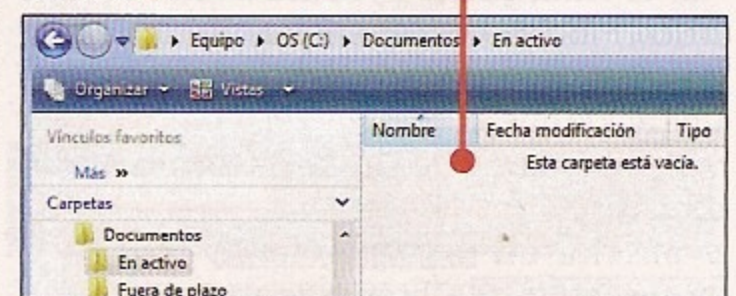 Equipo ▸ OS (C:) ▸ Documentos ▸ En activo
Organizar Vistas
Vínculos favoritos
Más »
Carpetas
Documentos
En activo
Fuera de plazo
Nombre Fecha modificación Tipo
Esta carpeta está vacía.